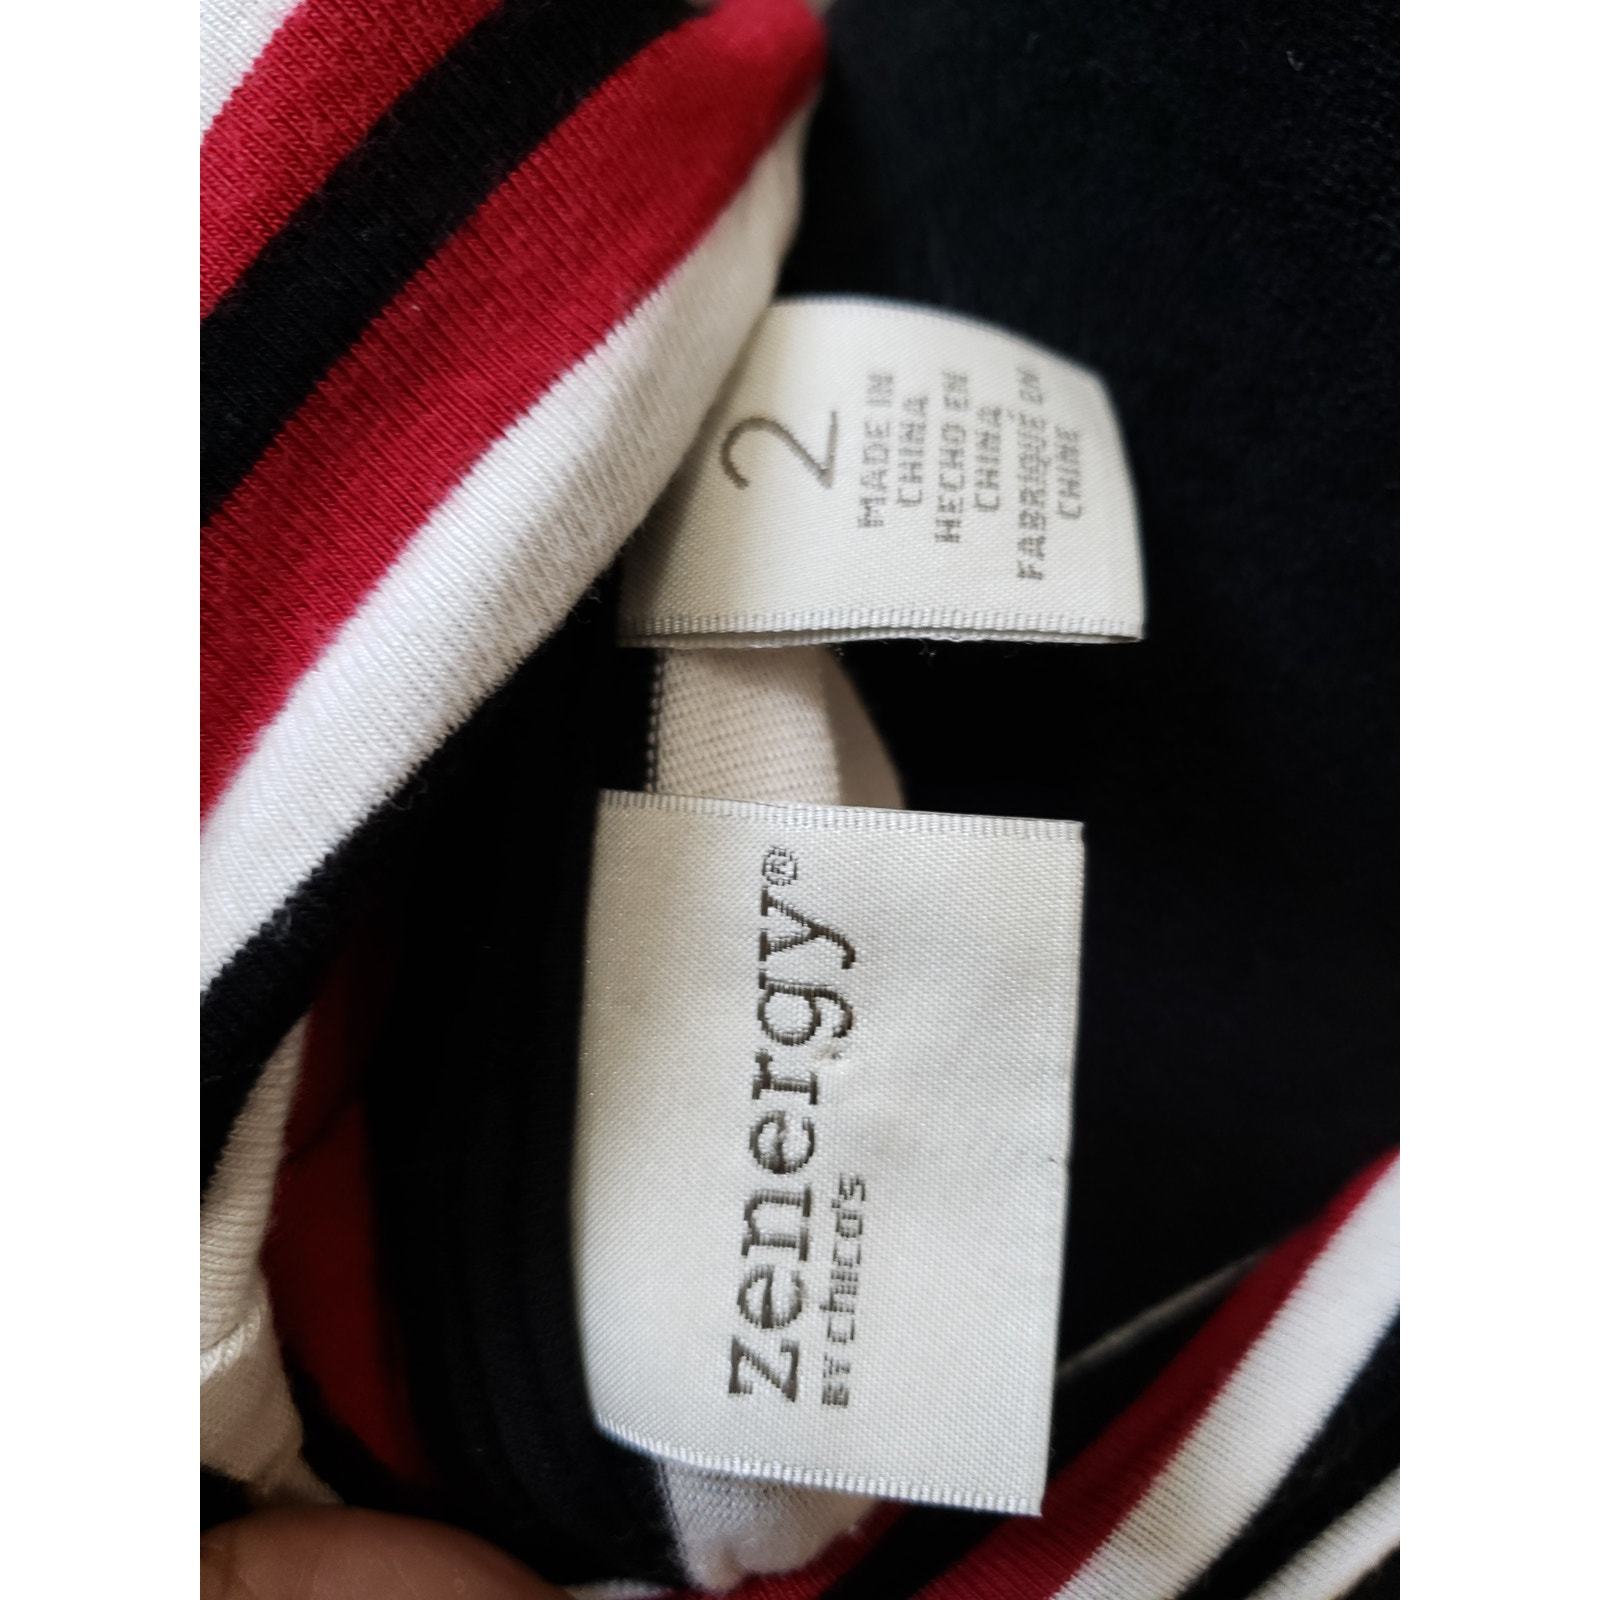 2
MADE IN
CHINA
HECHO EN
CHINA
FABRIQUÉ EN
CHINE
zenergy®
BY chico's